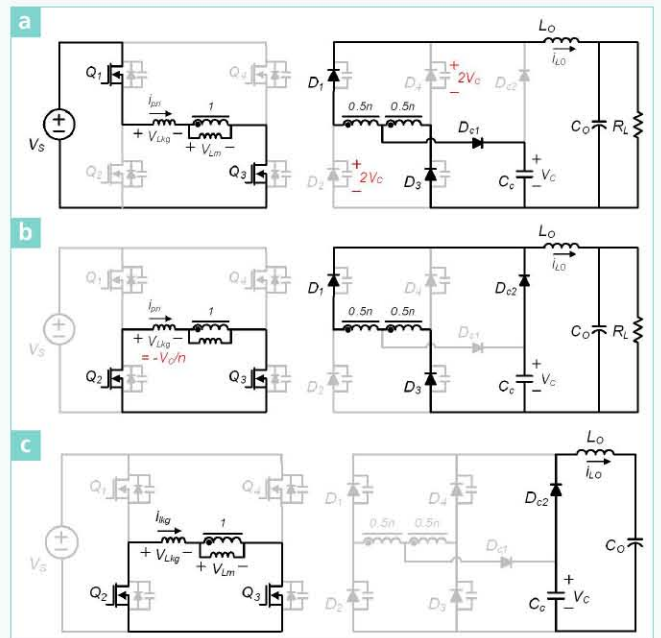 a
Q1
Q4
Q2
Q3
VS
ipri
1
+ VLkg −
+ VLm −
D1
D4
+
2VC
−
Dc2
LO
iLO
0.5n
0.5n
Dc1
CO
RL
+
2VC
−
D2
D3
Cc
+
VC
−
b
Q1
Q4
Q2
Q3
VS
ipri
1
+ VLkg −
= -VC/n
D1
D4
Dc2
LO
iLO
0.5n
0.5n
Dc1
CO
RL
D2
D3
Cc
+
VC
−
c
Q1
Q4
Q2
Q3
VS
ilkg
1
+ VLkg −
+ VLm −
D1
D4
Dc2
LO
iLO
0.5n
0.5n
Dc1
CO
D2
D3
Cc
+
VC
−